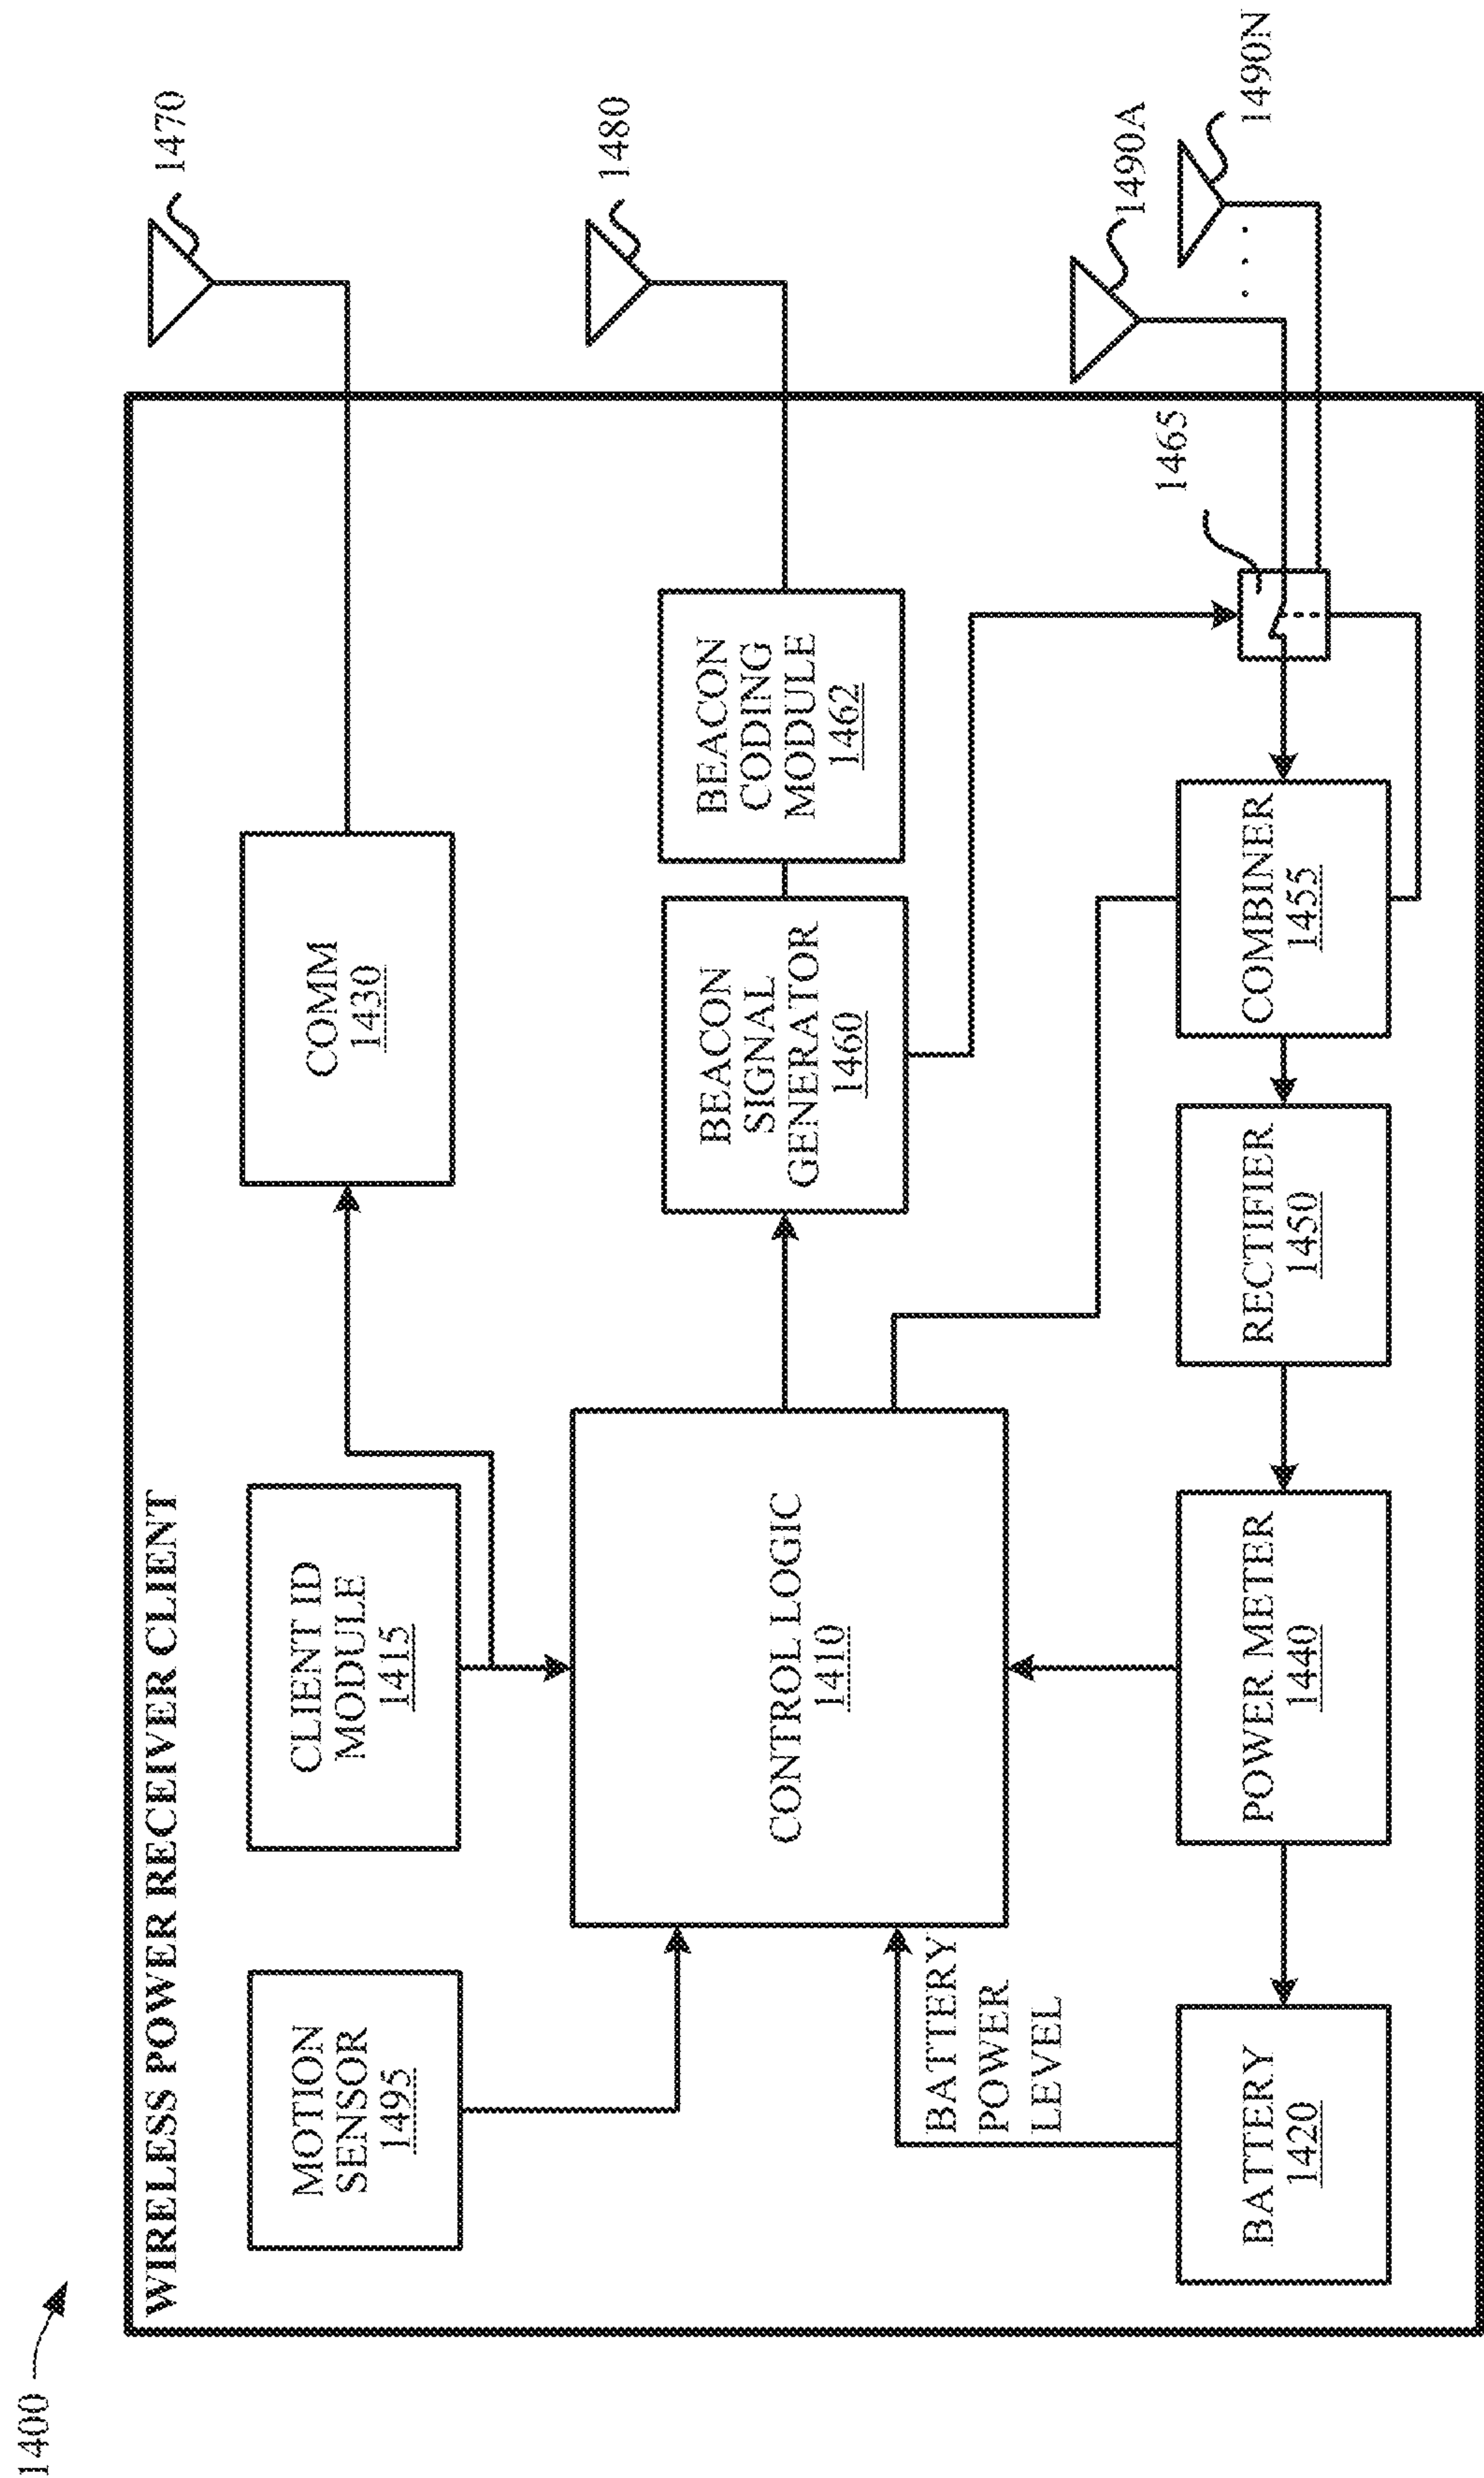 1400
WIRELESS POWER RECEIVER CLIENT
MOTION
SENSOR
1495
CLIENT ID
MODULE
1415
COMM
1430
1470
CONTROL LOGIC
1410
BEACON
SIGNAL
GENERATOR
1460
BEACON
CODING
MODULE
1462
1480
BATTERY
POWER
LEVEL
BATTERY
1420
POWER METER
1440
RECTIFIER
1450
COMBINER
1455
1465
1490A
1490N